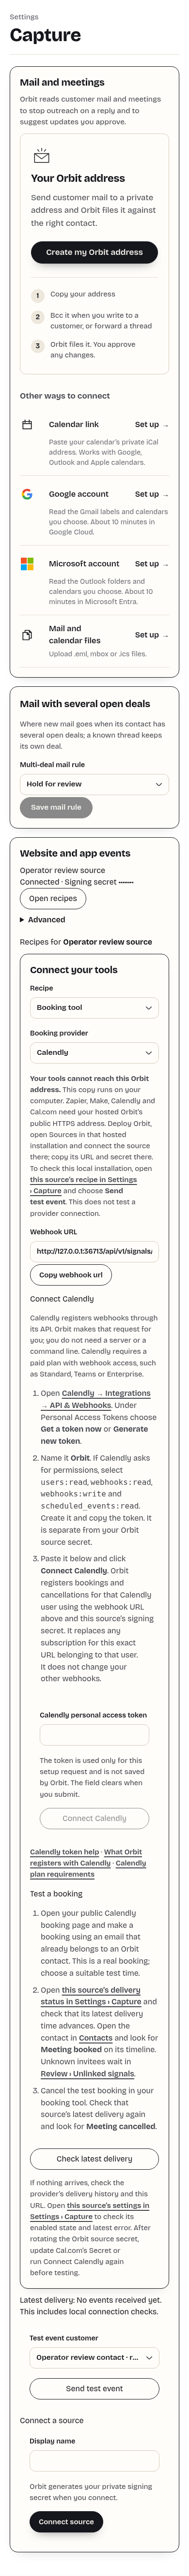 Settings
Capture
Mail and meetings
Orbit reads customer mail and meetings
to stop outreach on a reply and to
suggest updates you approve.
Your Orbit address
Send customer mail to a private
address and Orbit files it against
the right contact.
Create my Orbit address
1 Copy your address
2 Bcc it when you write to a
customer, or forward a thread
3 Orbit files it. You approve
any changes.
Other ways to connect
Calendar link Set up →
Paste your calendar's private iCal
address. Works with Google,
Outlook and Apple calendars.
Google account Set up →
Read the Gmail labels and calendars
you choose. About 10 minutes in
Google Cloud.
Microsoft account Set up →
Read the Outlook folders and
calendars you choose. About 10
minutes in Microsoft Entra.
Mail and
calendar files Set up →
Upload .eml, mbox or .ics files.
Mail with several open deals
Where new mail goes when its contact has
several open deals; a known thread keeps
its own deal.
Multi-deal mail rule
Hold for review
Save mail rule
Website and app events
Operator review source
Connected · Signing secret ••••••••
Open recipes
▶ Advanced
Recipes for Operator review source
Connect your tools
Recipe
Booking tool
Booking provider
Calendly
Your tools cannot reach this Orbit
address. This copy runs on your
computer. Zapier, Make, Calendly and
Cal.com need your hosted Orbit's
public HTTPS address. Deploy Orbit,
open Sources in that hosted
installation and connect the source
there; copy its URL and secret there.
To check this local installation, open
this source's recipe in Settings
› Capture and choose Send
test event. This does not test a
provider connection.
Webhook URL
http://127.0.0.1:36713/api/v1/signals/
Copy webhook url
Connect Calendly
Calendly registers webhooks through
its API. Orbit makes that request for
you; you do not need a server or a
command line. Calendly requires a
paid plan with webhook access, such
as Standard, Teams or Enterprise.
1. Open Calendly → Integrations
→ API & Webhooks. Under
Personal Access Tokens choose
Get a token now or Generate
new token.
2. Name it Orbit. If Calendly asks
for permissions, select
users:read, webhooks:read,
webhooks:write and
scheduled_events:read.
Create it and copy the token. It
is separate from your Orbit
source secret.
3. Paste it below and click
Connect Calendly. Orbit
registers bookings and
cancellations for that Calendly
user using the webhook URL
above and this source's signing
secret. It replaces any
subscription for this exact
URL belonging to that user.
It does not change your
other webhooks.
Calendly personal access token
The token is used only for this
setup request and is not saved
by Orbit. The field clears when
you submit.
Connect Calendly
Calendly token help · What Orbit
registers with Calendly · Calendly
plan requirements
Test a booking
1. Open your public Calendly
booking page and make a
booking using an email that
already belongs to an Orbit
contact. This is a real booking;
choose a suitable test time.
2. Open this source's delivery
status in Settings › Capture and
check that its latest delivery
time advances. Open the
contact in Contacts and look for
Meeting booked on its timeline.
Unknown invitees wait in
Review › Unlinked signals.
3. Cancel the test booking in your
booking tool. Check that
source's latest delivery again
and look for Meeting cancelled.
Check latest delivery
If nothing arrives, check the
provider's delivery history and this
URL. Open this source's settings in
Settings › Capture to check its
enabled state and latest error. After
rotating the Orbit source secret,
update Cal.com's Secret or
run Connect Calendly again
before testing.
Latest delivery: No events received yet.
This includes local connection checks.
Test event customer
Operator review contact · r...
Send test event
Connect a source
Display name
Orbit generates your private signing
secret when you connect.
Connect source